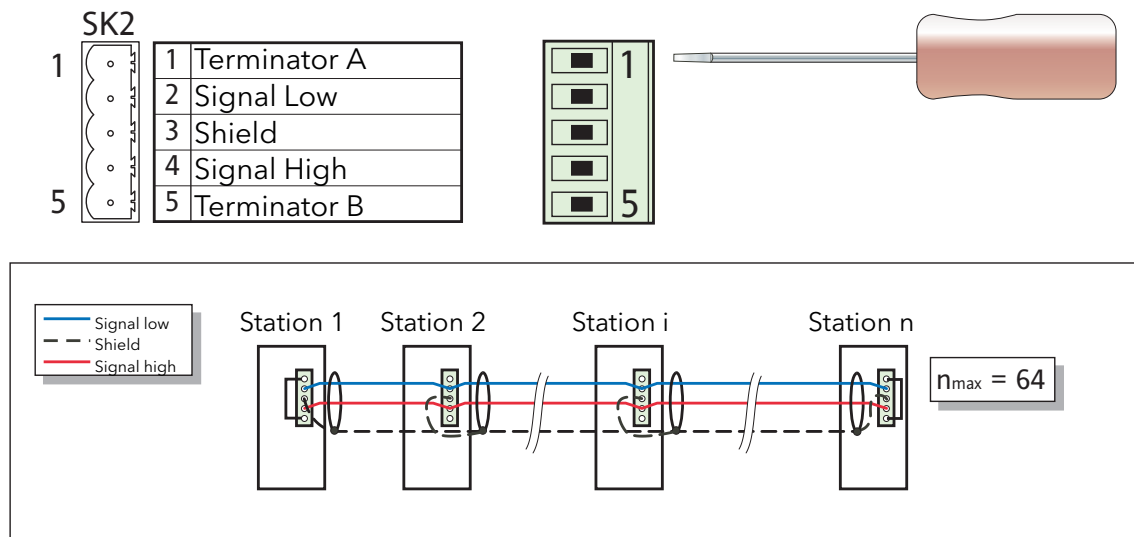 SK2
1
5
1 Terminator A
2 Signal Low
3 Shield
4 Signal High
5 Terminator B
1
5
Signal low
Shield
Signal high
Station 1
Station 2
Station i
Station n
nmax = 64